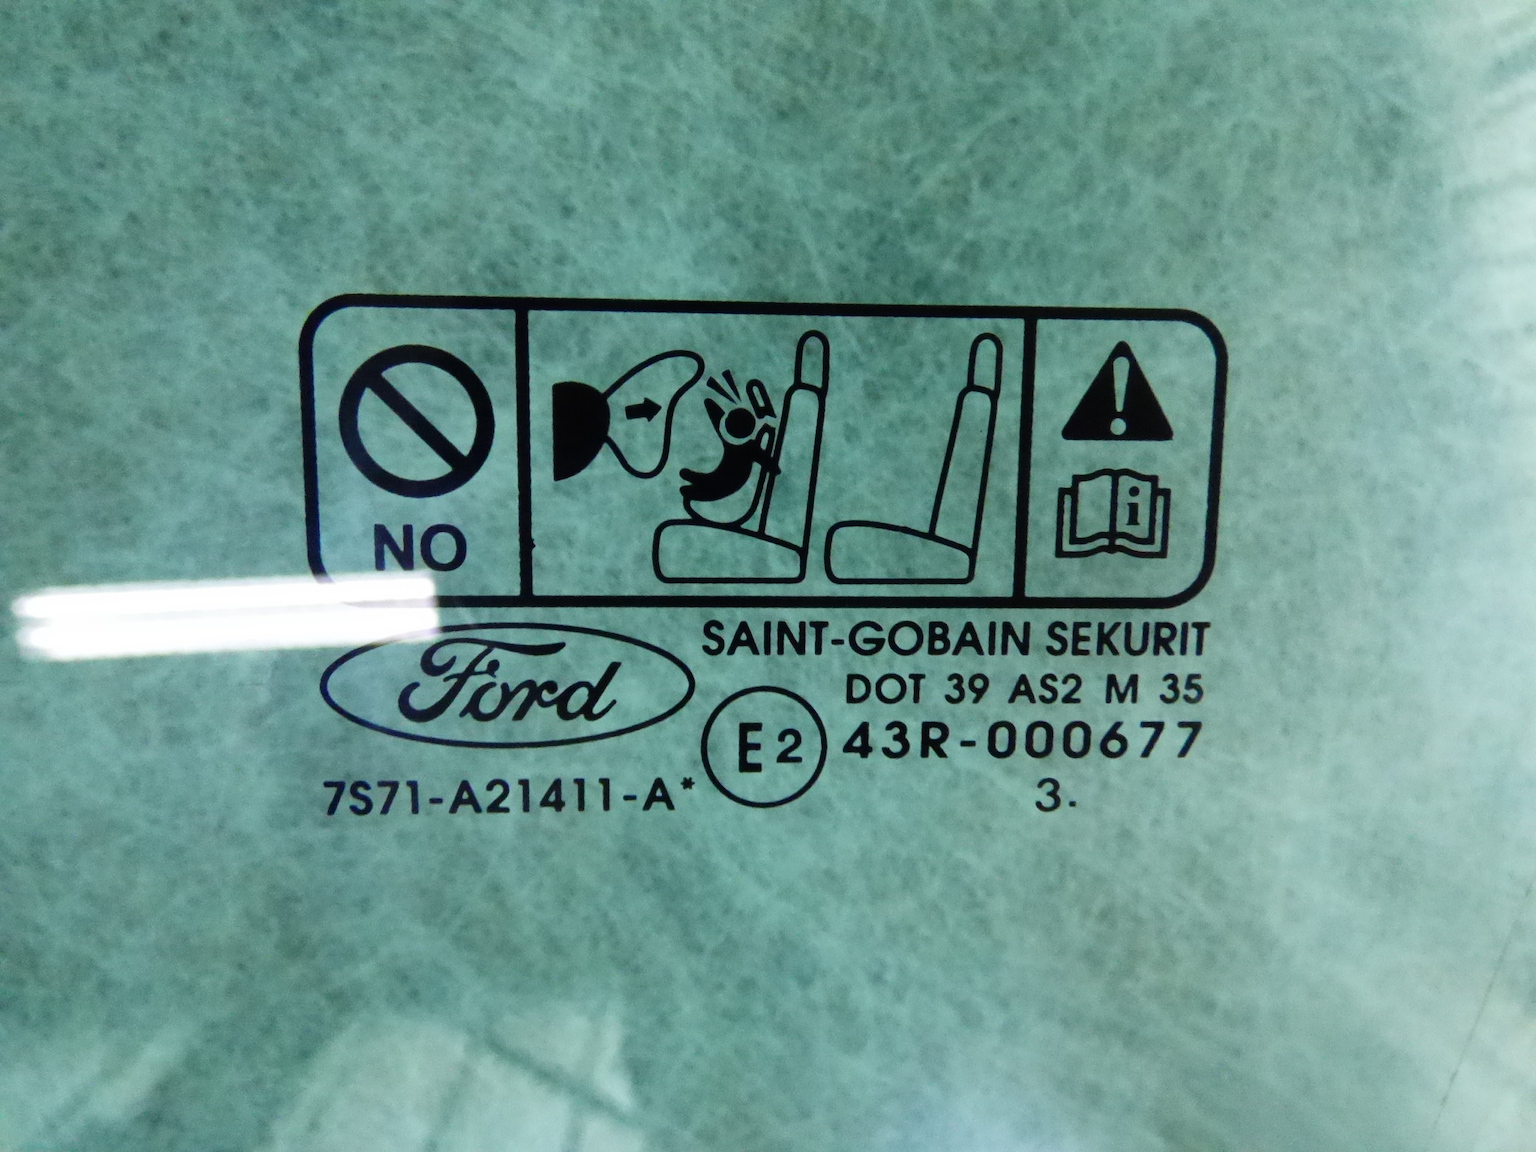 NO
i
Ford
SAINT-GOBAIN SEKURIT
DOT 39 AS2 M 35
E2
43R-000677
7S71-A21411-A*
3.